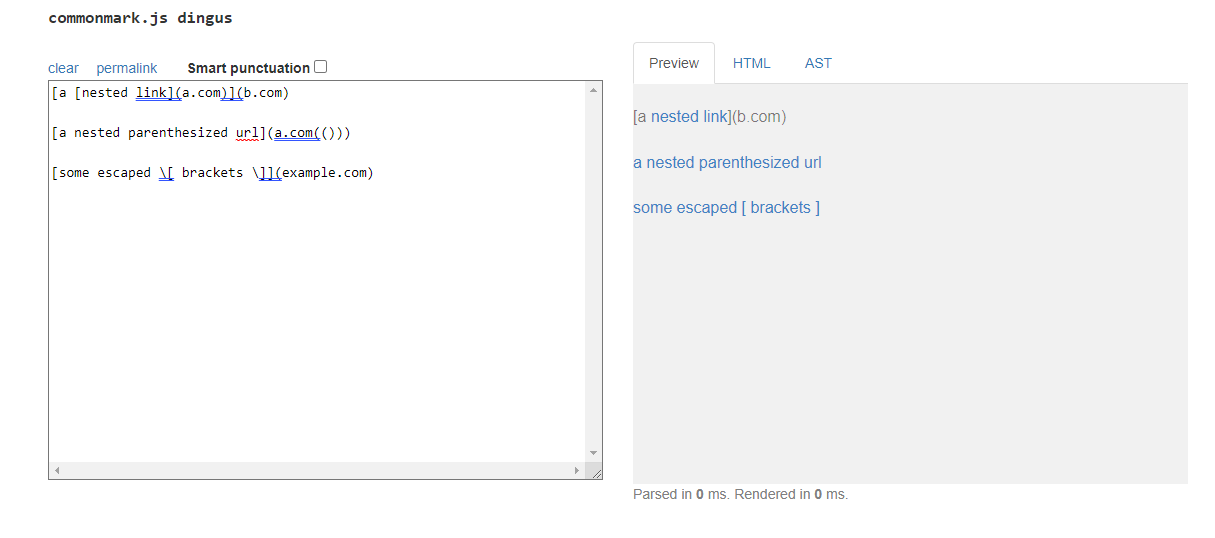 commonmark.js dingus
clear permalink Smart punctuation
[a [nested link](a.com)](b.com)
[a nested parenthesized url](a.com(()))
[some escaped \[ brackets \]](example.com)
Preview HTML AST
[a nested link](b.com)
a nested parenthesized url
some escaped [ brackets ]
Parsed in 0 ms. Rendered in 0 ms.